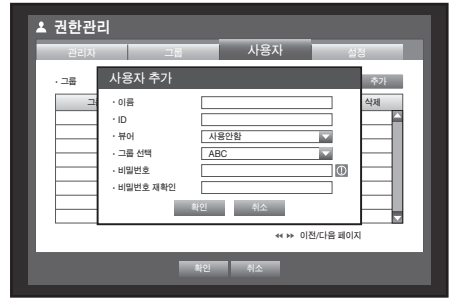 권한관리
관리자 그룹 사용자 설정
· 그룹 추가
사용자 추가
삭제
· 이름
· ID
· 뷰어 사용안함
· 그룹 선택 ABC
· 비밀번호
· 비밀번호 재확인
확인 취소
이전/다음 페이지
확인 취소